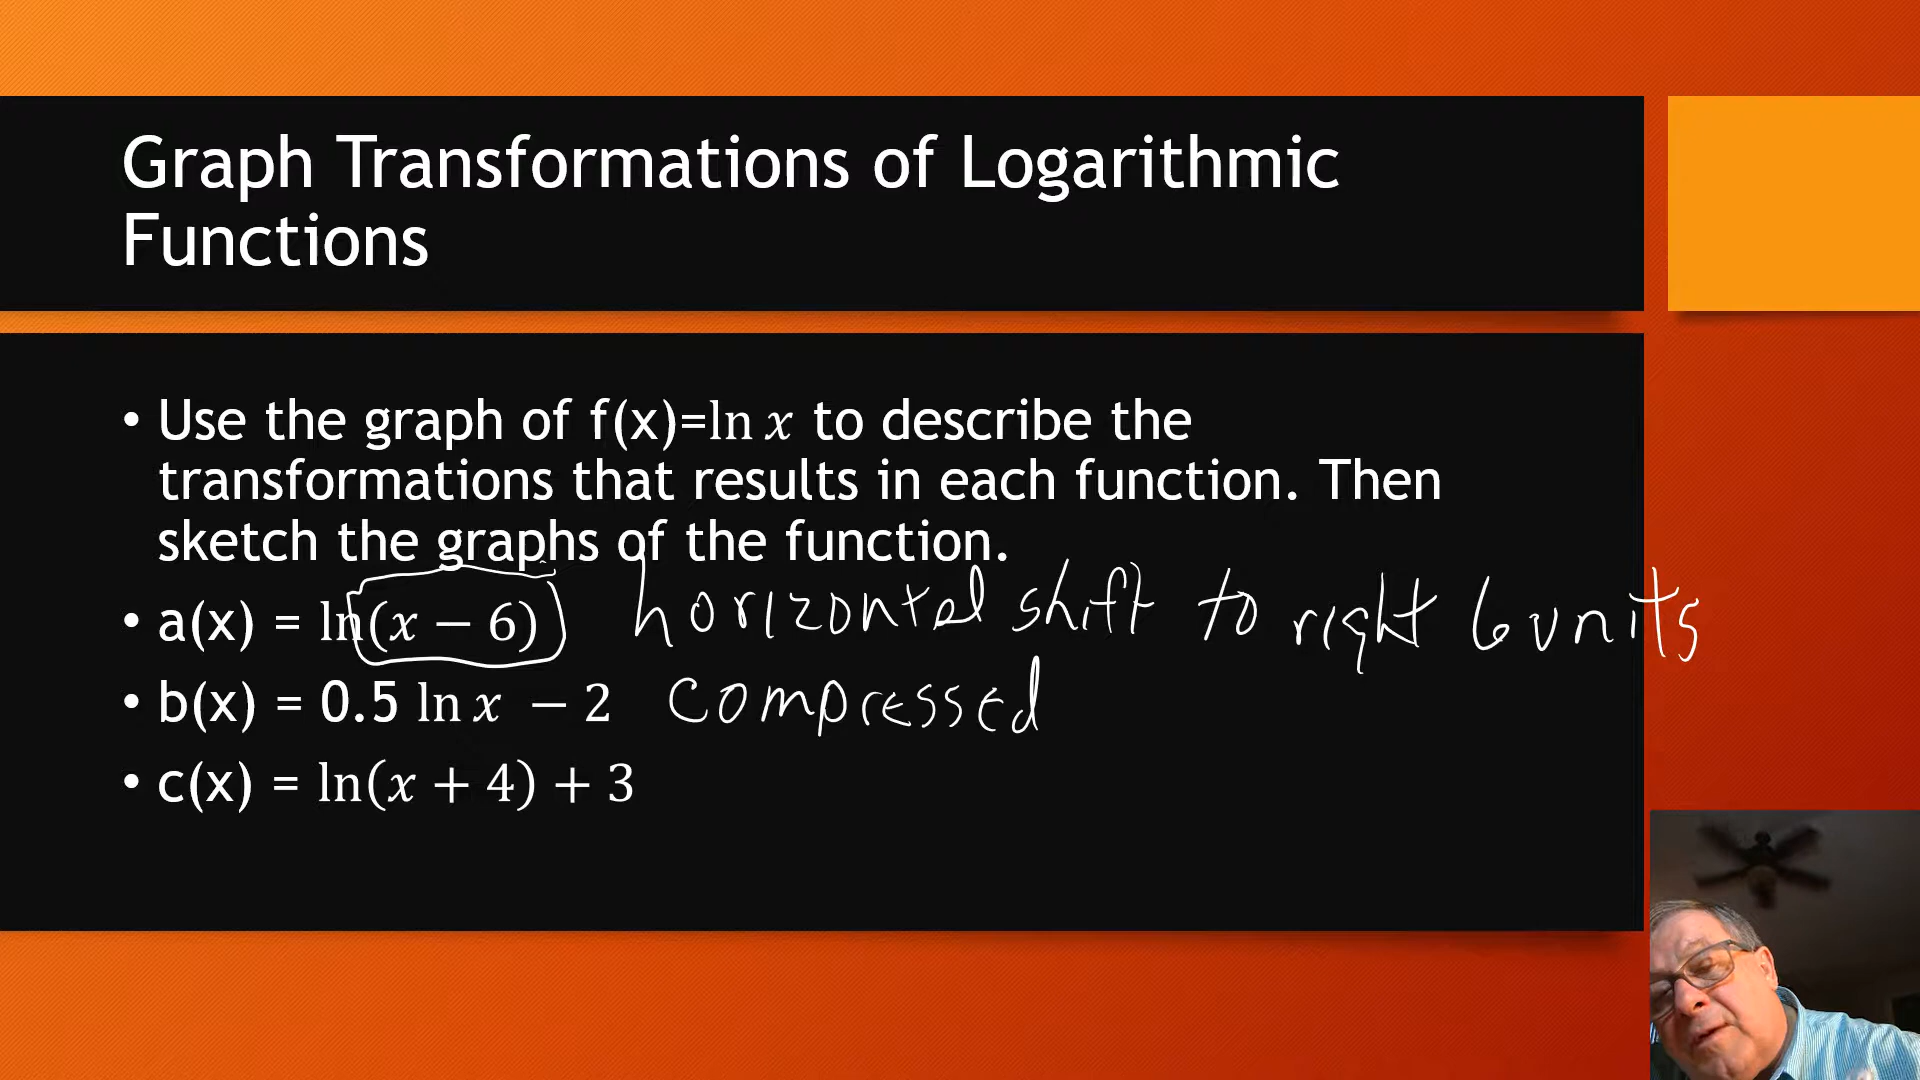 Graph Transformations of Logarithmic
Functions
• Use the graph of f(x)=ln x to describe the
transformations that results in each function. Then
sketch the graphs of the function.
• a(x) = ln(x − 6) horizontal shift to right 6 units
• b(x) = 0.5 ln x − 2 compressed
• c(x) = ln(x + 4) + 3